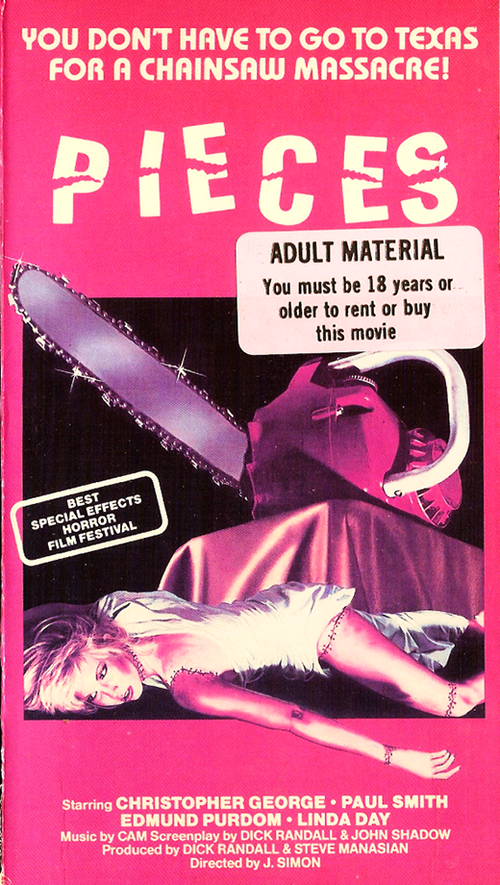 YOU DON'T HAVE TO GO TO TEXAS
FOR A CHAINSAW MASSACRE!
PIECES
ADULT MATERIAL
You must be 18 years or
older to rent or buy
this movie
BEST
SPECIAL EFFECTS
HORROR
FILM FESTIVAL
Starring CHRISTOPHER GEORGE • PAUL SMITH
EDMUND PURDOM • LINDA DAY
Music by CAM Screenplay by DICK RANDALL & JOHN SHADOW
Produced by DICK RANDALL & STEVE MANASIAN
Directed by J. SIMON